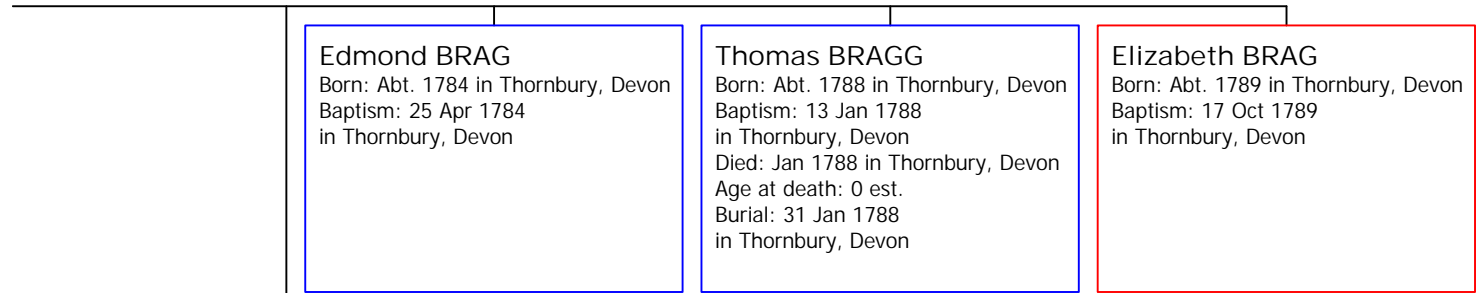 Edmond BRAG
Born: Abt. 1784 in Thornbury, Devon
Baptism: 25 Apr 1784
in Thornbury, Devon
Thomas BRAGG
Born: Abt. 1788 in Thornbury, Devon
Baptism: 13 Jan 1788
in Thornbury, Devon
Died: Jan 1788 in Thornbury, Devon
Age at death: 0 est.
Burial: 31 Jan 1788
in Thornbury, Devon
Elizabeth BRAG
Born: Abt. 1789 in Thornbury, Devon
Baptism: 17 Oct 1789
in Thornbury, Devon